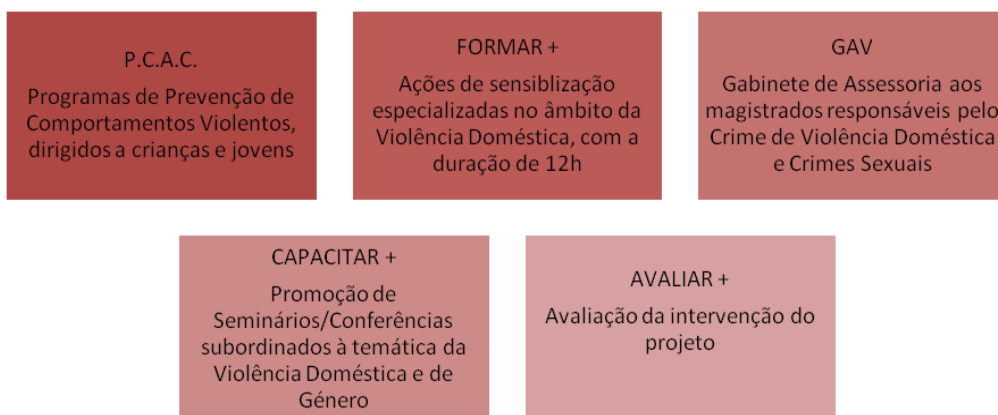 P.C.A.C.
Programas de Prevenção de
Comportamentos Violentos,
dirigidos a crianças e jovens
FORMAR +
Ações de sensiblização
especializadas no âmbito da
Violência Doméstica, com a
duração de 12h
GAV
Gabinete de Assessoria aos
magistrados responsáveis pelo
Crime de Violência Doméstica
e Crimes Sexuais
CAPACITAR +
Promoção de
Seminários/Conferências
subordinados à temática da
Violência Doméstica e de
Género
AVALIAR +
Avaliação da intervenção do
projeto